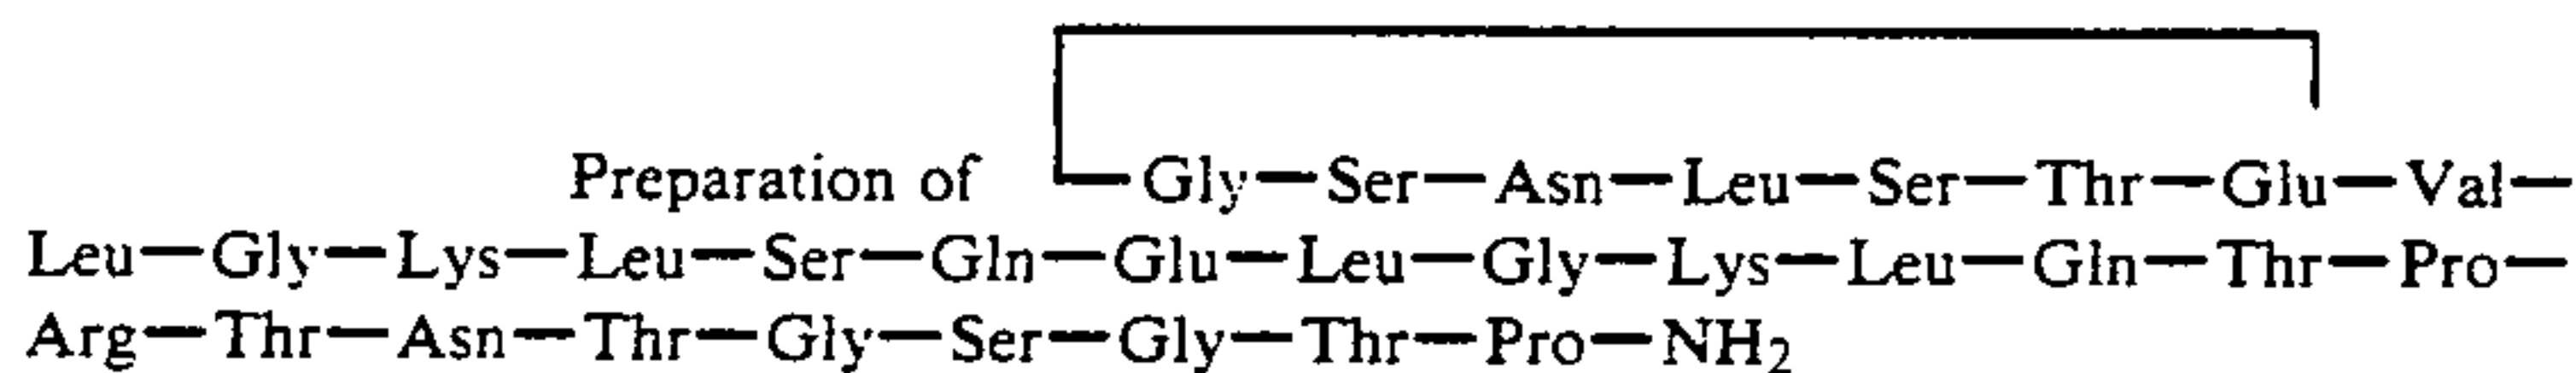 Preparation of Gly—Ser—Asn—Leu—Ser—Thr—Glu—Val—
Leu—Gly—Lys—Leu—Ser—Gln—Glu—Leu—Gly—Lys—Leu—Gln—Thr—Pro—
Arg—Thr—Asn—Thr—Gly—Ser—Gly—Thr—Pro—NH₂